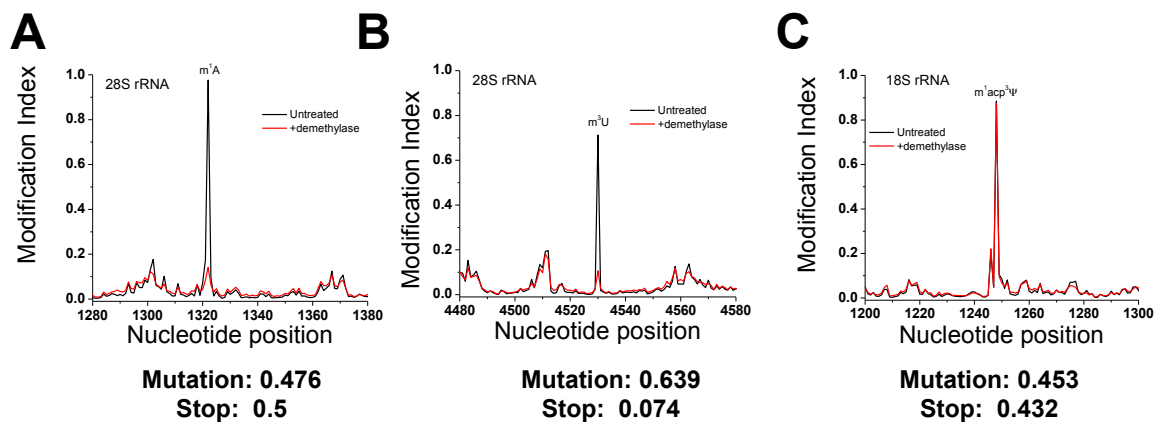 A
28S rRNA
m¹A
Untreated
+demethylase
Modification Index
1.0
0.8
0.6
0.4
0.2
0.0
1280 1300 1320 1340 1360 1380
Nucleotide position
Mutation: 0.476
Stop: 0.5
B
28S rRNA
m³U
Untreated
+demethylase
Modification Index
1.0
0.8
0.6
0.4
0.2
0.0
4480 4500 4520 4540 4560 4580
Nucleotide position
Mutation: 0.639
Stop: 0.074
C
18S rRNA
m¹acp³Ψ
Untreated
+demethylase
Modification Index
1.0
0.8
0.6
0.4
0.2
0.0
1200 1220 1240 1260 1280 1300
Nucleotide position
Mutation: 0.453
Stop: 0.432